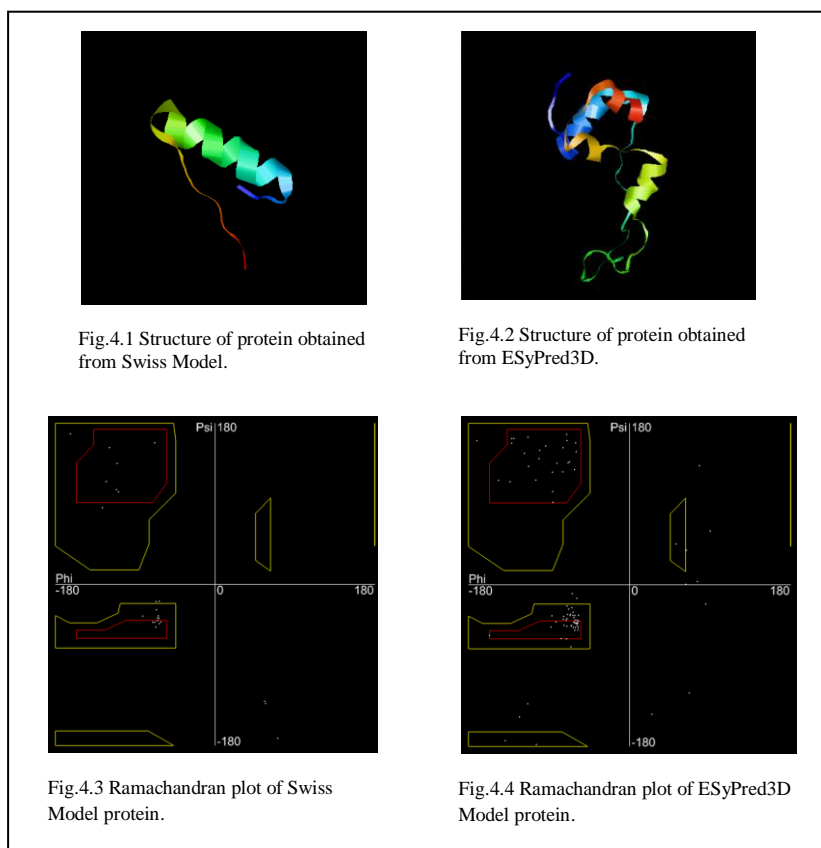 Fig.4.1 Structure of protein obtained
from Swiss Model.
Fig.4.2 Structure of protein obtained
from ESyPred3D.
Psi 180
Phi
-180
0
180
-180
Psi 180
Phi
-180
0
180
-180
Fig.4.3 Ramachandran plot of Swiss
Model protein.
Fig.4.4 Ramachandran plot of ESyPred3D
Model protein.